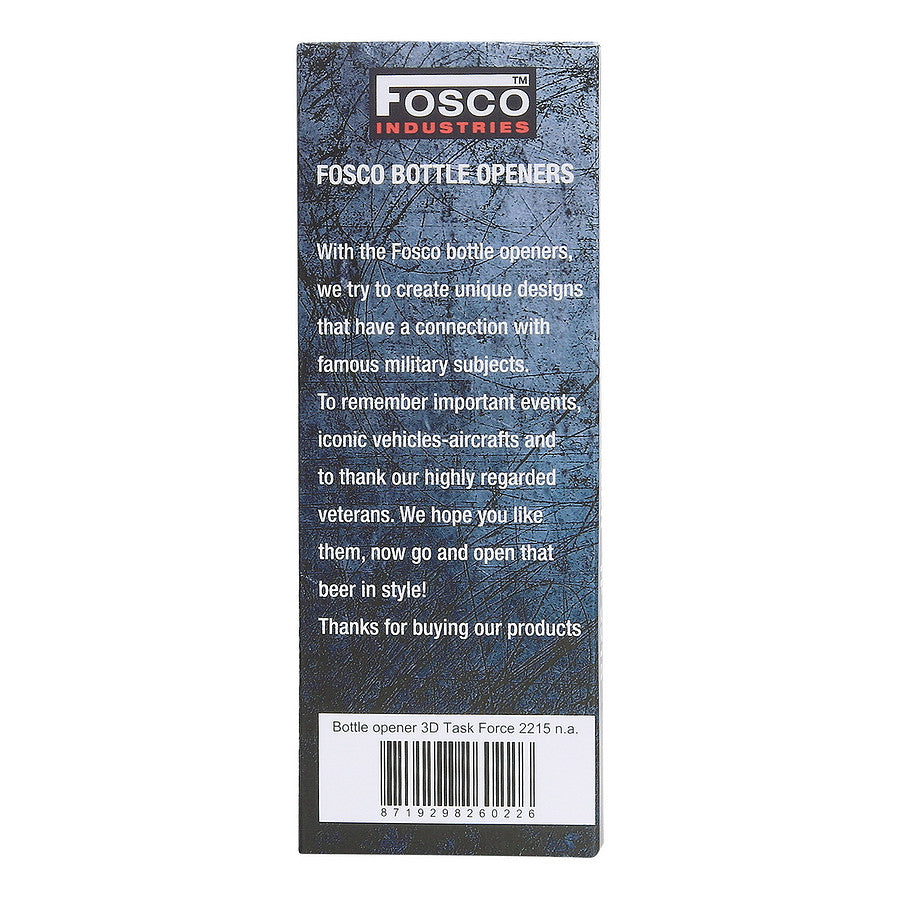 FOSCO™
INDUSTRIES
FOSCO BOTTLE OPENERS
With the Fosco bottle openers,
we try to create unique designs
that have a connection with
famous military subjects.
To remember important events,
iconic vehicles-aircrafts and
to thank our highly regarded
veterans. We hope you like
them, now go and open that
beer in style!
Thanks for buying our products
Bottle opener 3D Task Force 2215 n.a.
8719298260226